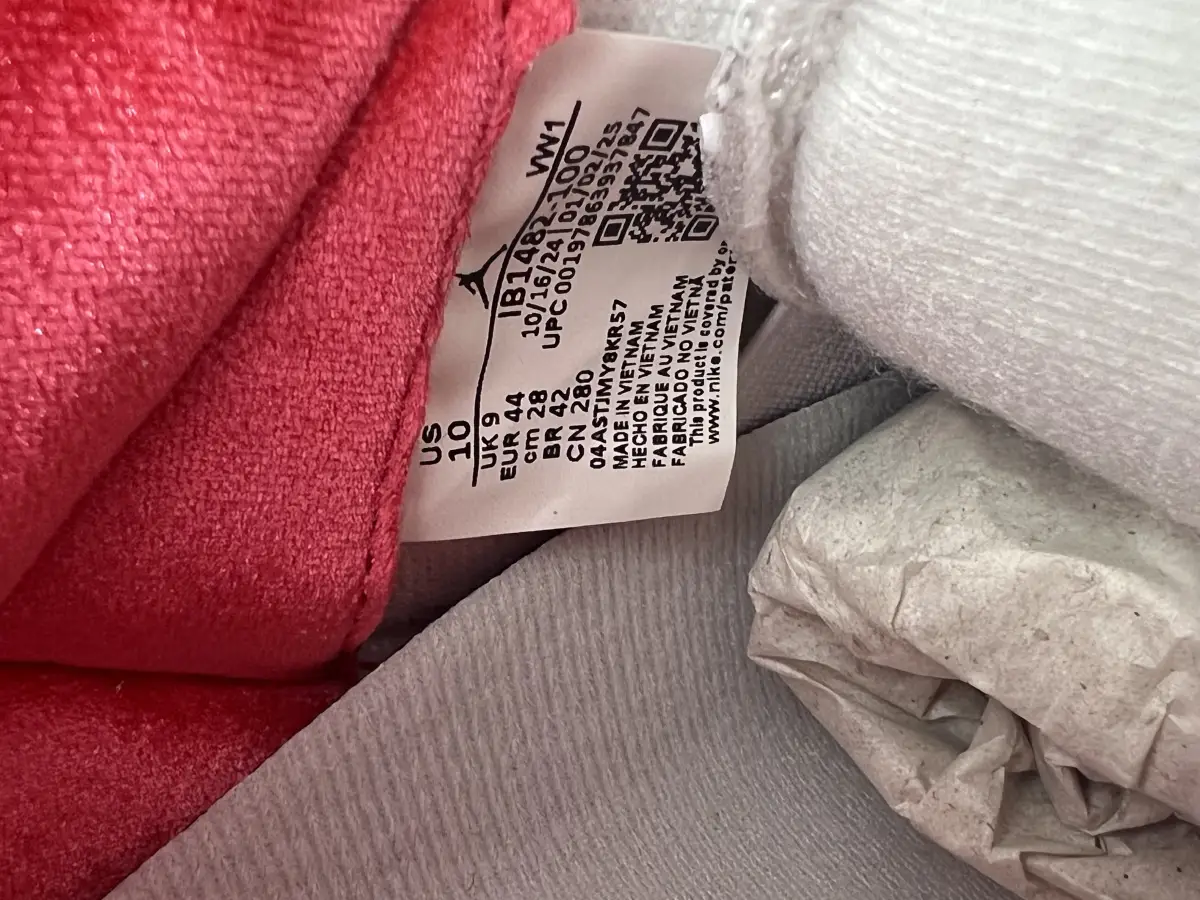 US
10 VW1
UK 9 IB1482-100
EUR 44 10/16/24|01/02/25
cm 28 UPC 00197863937847
BR 42
CN 280
04ASTJMY8KR57
MADE IN VIETNAM
HECHO EN VIETNAM
FABRIQUE AU VIETNAM
FABRICADO NO VIETNÃ
This product is covered by
www.nike.com/pate